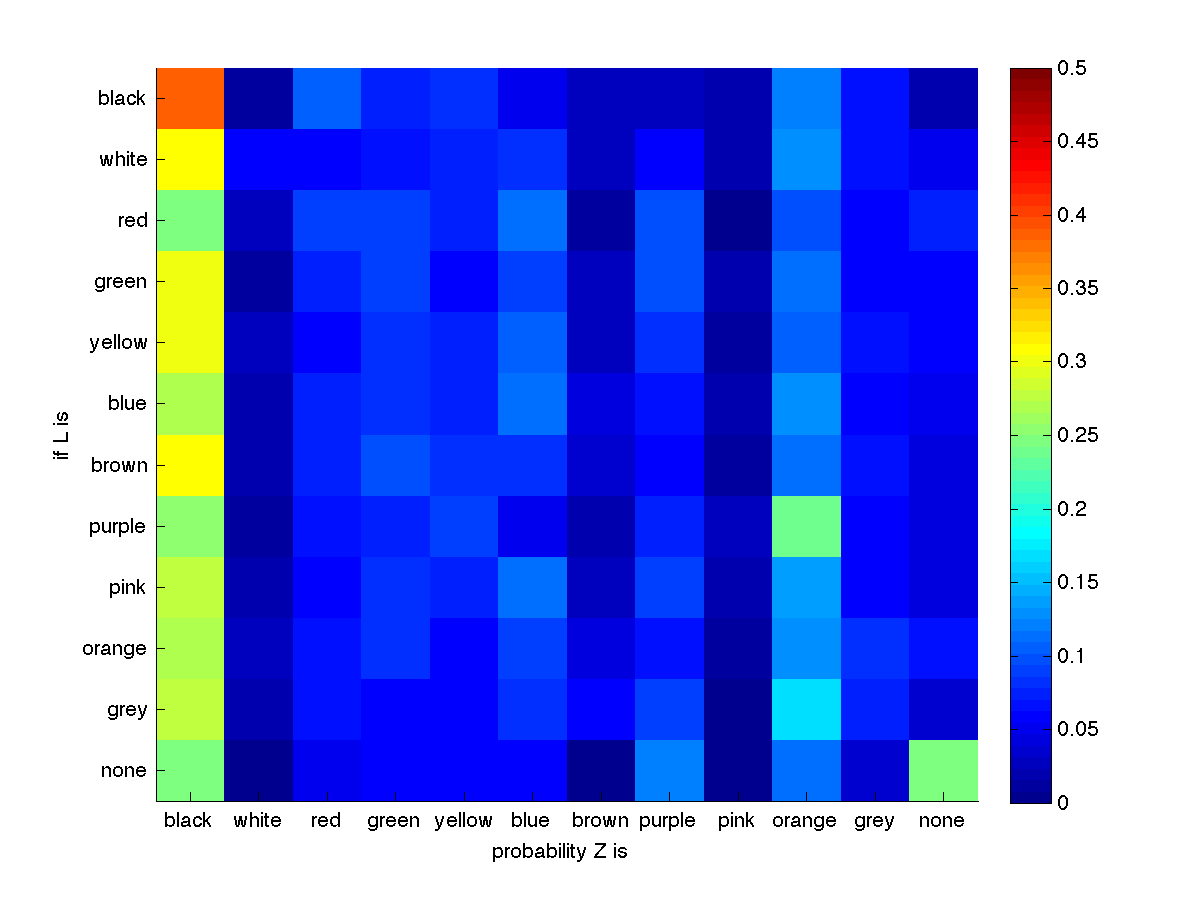 black
white
red
green
yellow
blue
brown
purple
pink
orange
grey
none
if L is
black white red green yellow blue brown purple pink orange grey none
probability Z is
0.5
0.45
0.4
0.35
0.3
0.25
0.2
0.15
0.1
0.05
0